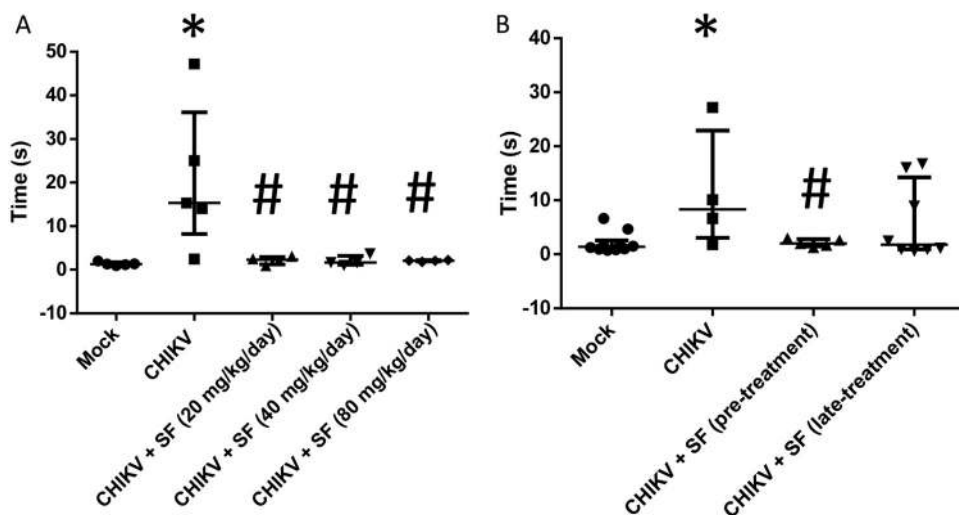 A
*
50
40
30
20
10
0
-10
Time (s)
# # #
Mock
CHIKV
CHIKV + SF (20 mg/kg/day)
CHIKV + SF (40 mg/kg/day)
CHIKV + SF (80 mg/kg/day)
B
*
40
30
20
10
0
-10
Time (s)
#
Mock
CHIKV
CHIKV + SF (pre-treatment)
CHIKV + SF (late-treatment)